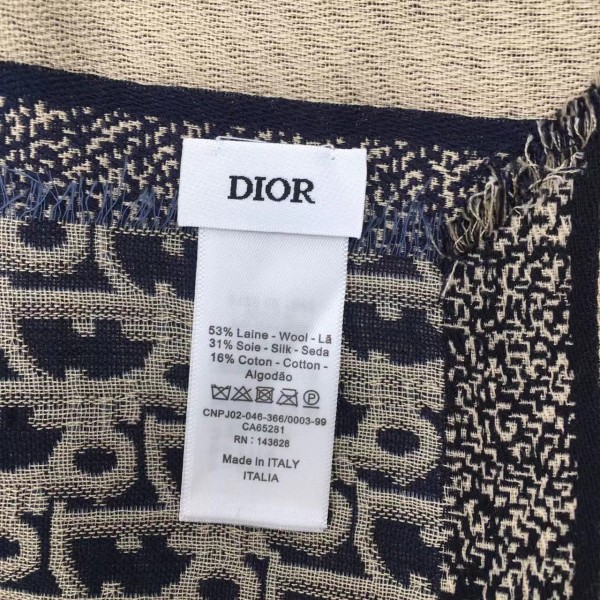 DIOR
53% Laine - Wool - Lã
31% Soie - Silk - Seda
16% Coton - Cotton -
Algodão
CNPJ02-046-366/0003-99
CA65281
RN : 143628
Made in ITALY
ITALIA